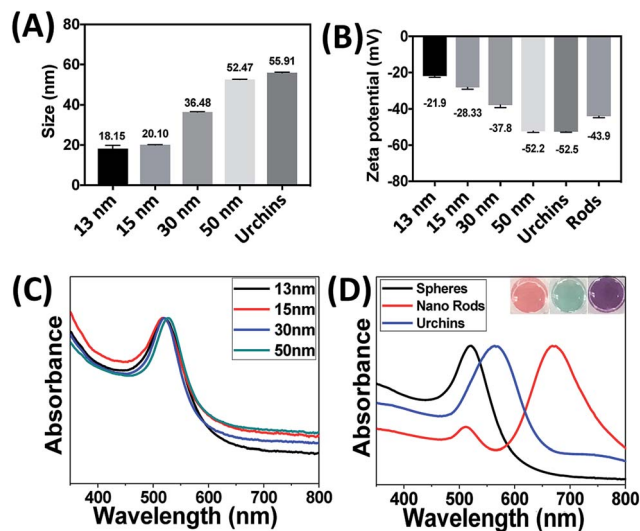 (A)
Size (nm)
80
60
40
20
0
18.15
20.10
36.48
52.47
55.91
13 nm
15 nm
30 nm
50 nm
Urchins
(B)
Zeta potential (mV)
0
-20
-40
-60
-80
-21.9
-28.33
-37.8
-52.2
-52.5
-43.9
13 nm
15 nm
30 nm
50 nm
Urchins
Rods
(C)
Absorbance
13nm
15nm
30nm
50nm
400 500 600 700 800
Wavelength (nm)
(D)
Absorbance
Spheres
Nano Rods
Urchins
400 500 600 700 800
Wavelength (nm)